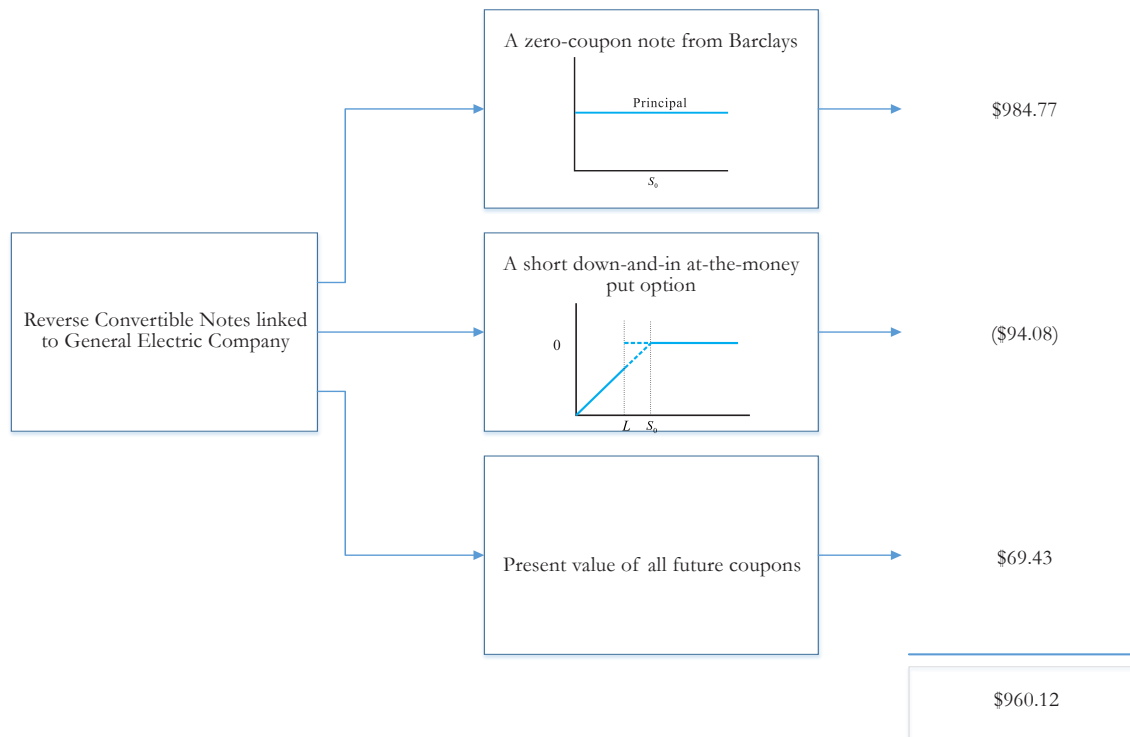 A zero-coupon note from Barclays
Principal
S₀
$984.77
Reverse Convertible Notes linked
to General Electric Company
A short down-and-in at-the-money
put option
0
L S₀
($94.08)
Present value of all future coupons
$69.43
$960.12